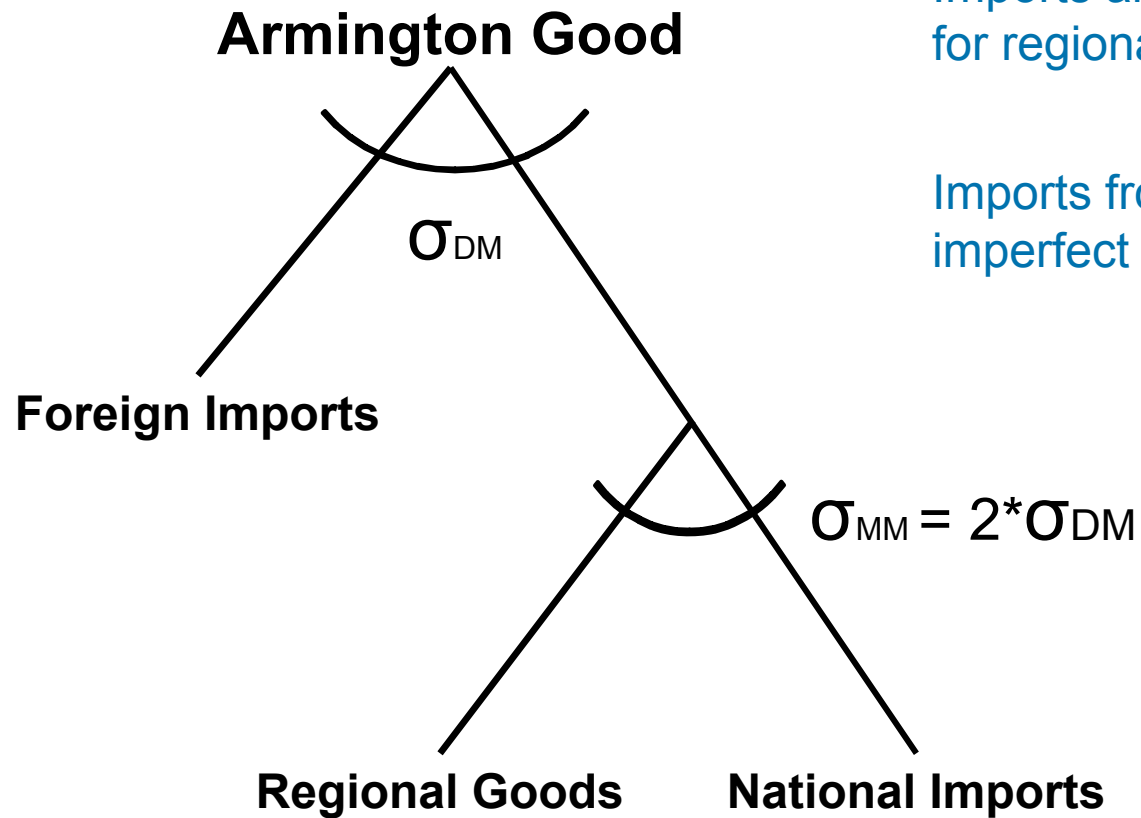 Armington Good
for regiona
Imports fro
imperfect
σDM
Foreign Imports
σMM = 2*σDM
Regional Goods
National Imports